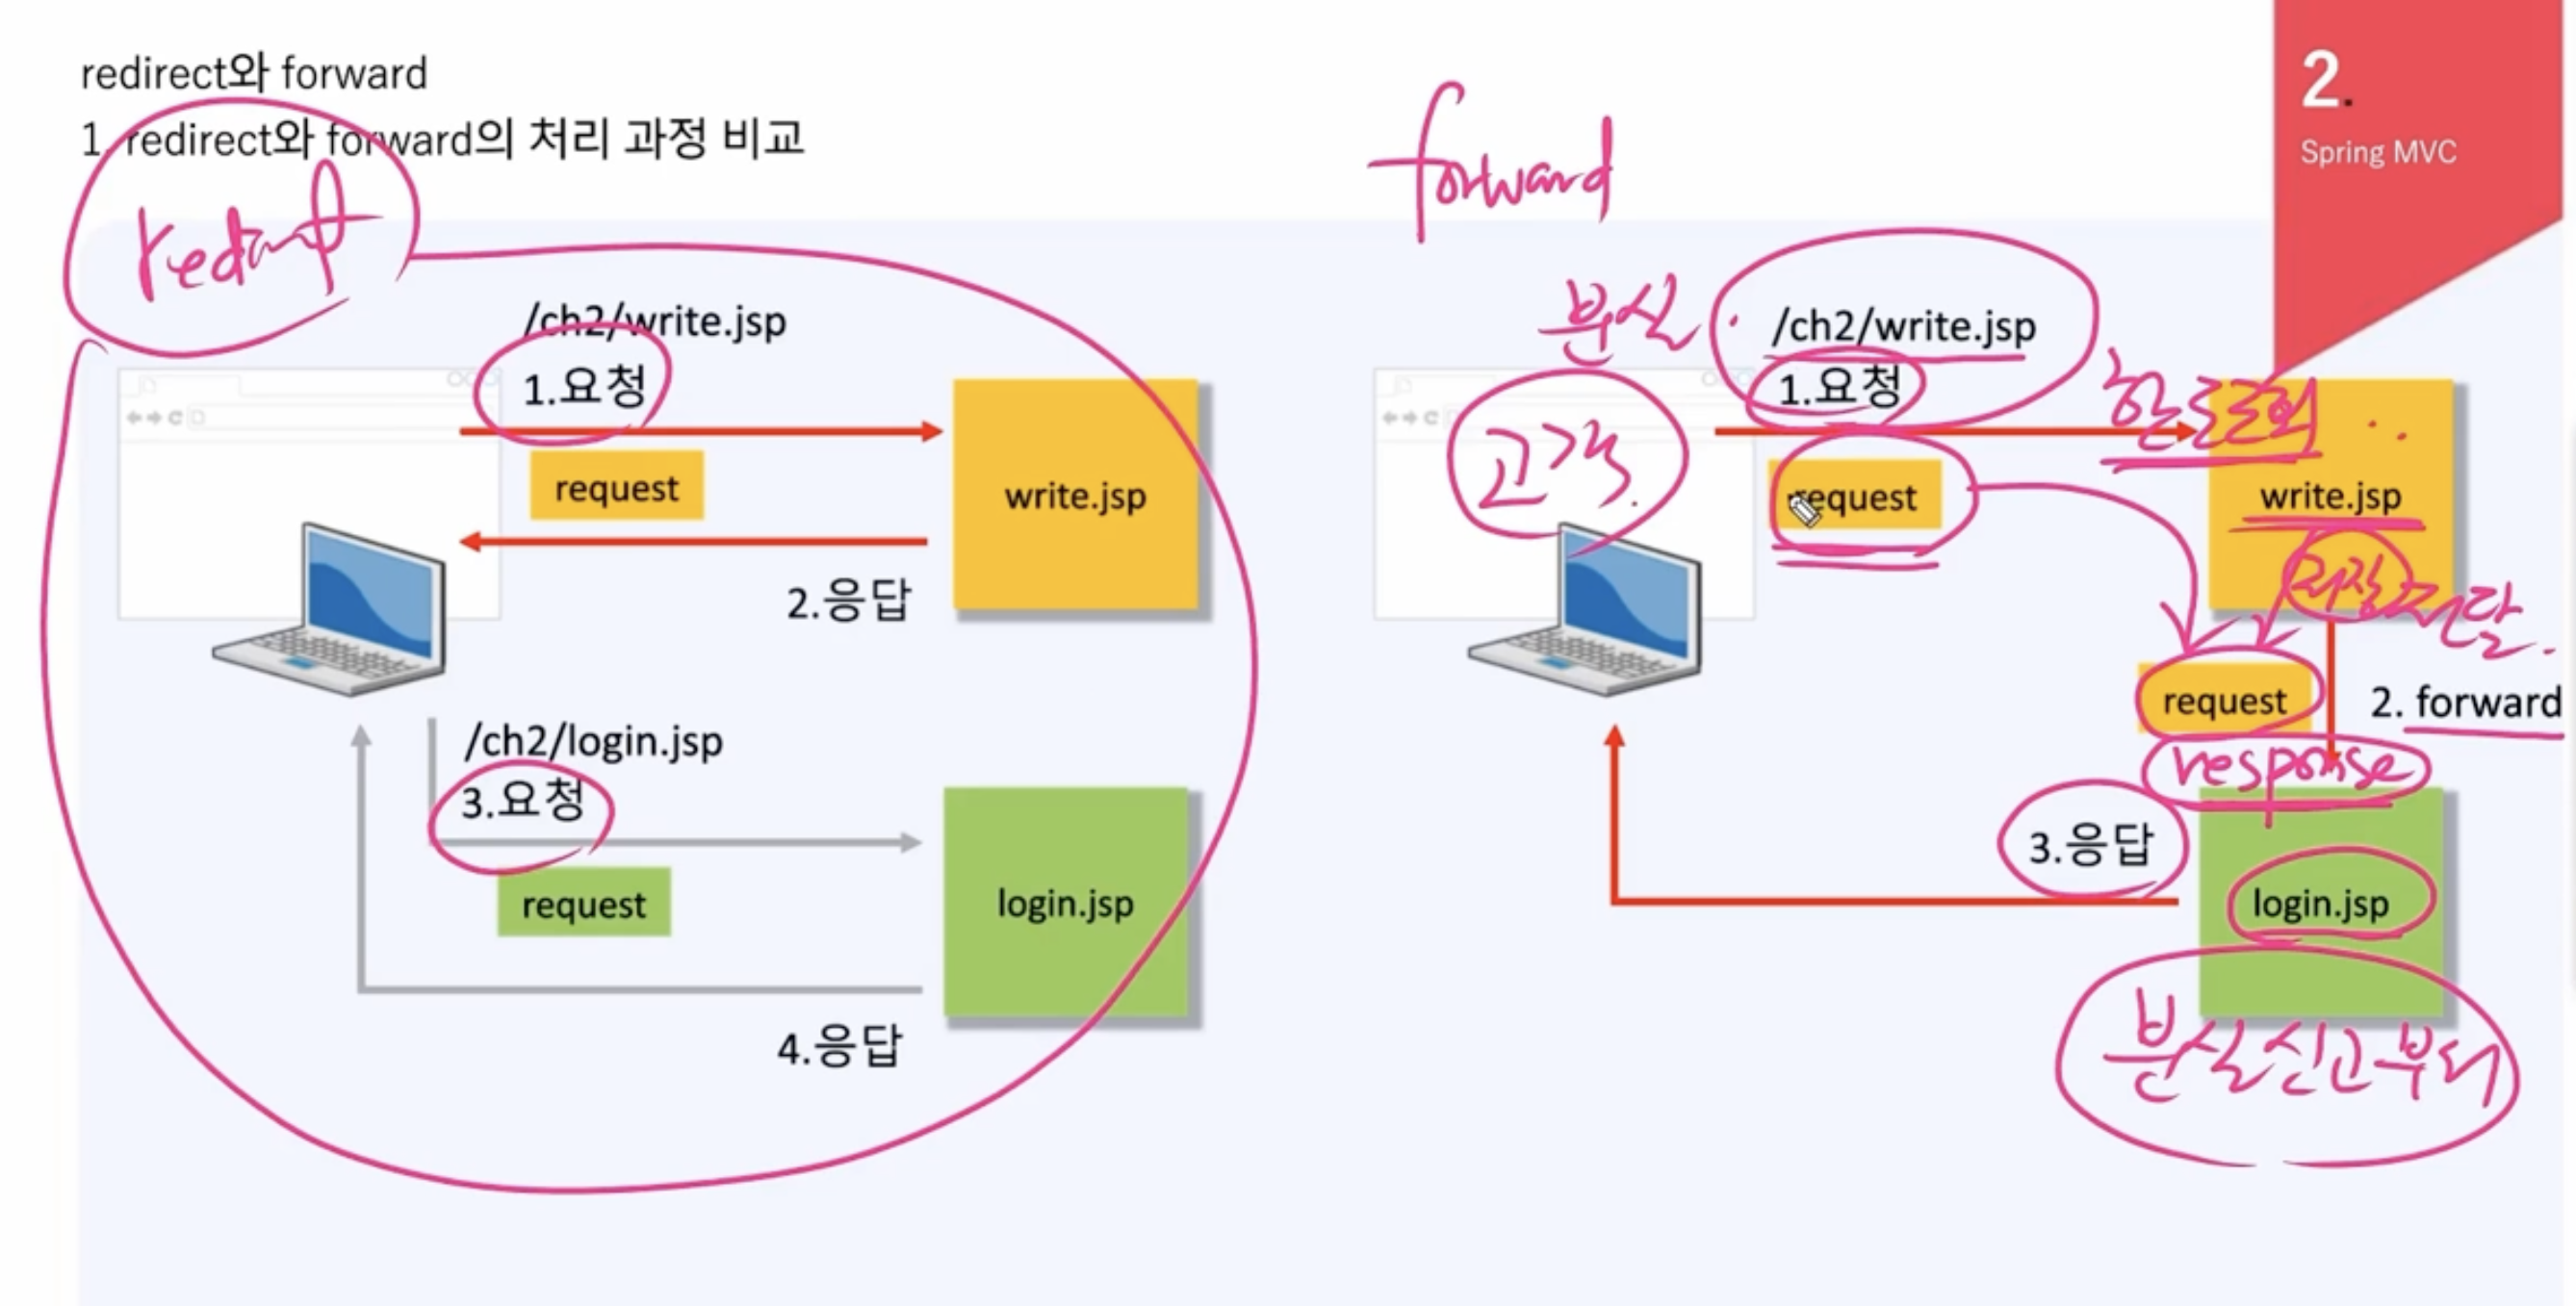 redirect와 forward
1. redirect와 forward의 처리 과정 비교
2.
Spring MVC
redirect
/ch2/write.jsp
1.요청
request
write.jsp
2.응답
/ch2/login.jsp
3.요청
request
login.jsp
4.응답
forward
분실
/ch2/write.jsp
1.요청
고객
request
write.jsp
전달
request
2. forward
response
3.응답
login.jsp
분실신고부터